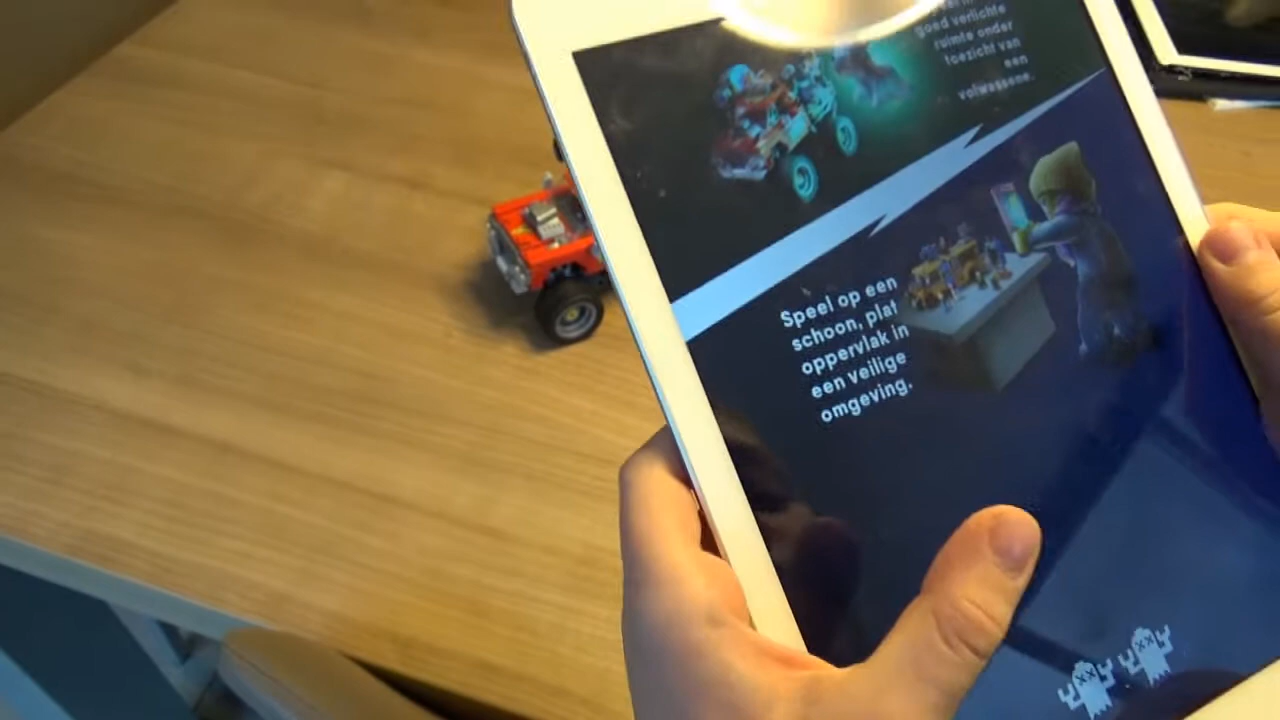 goed verlichte
ruimte onder
toezicht van
een
volwassene.
Speel op een
schoon, plat
oppervlak in
een veilige
omgeving.